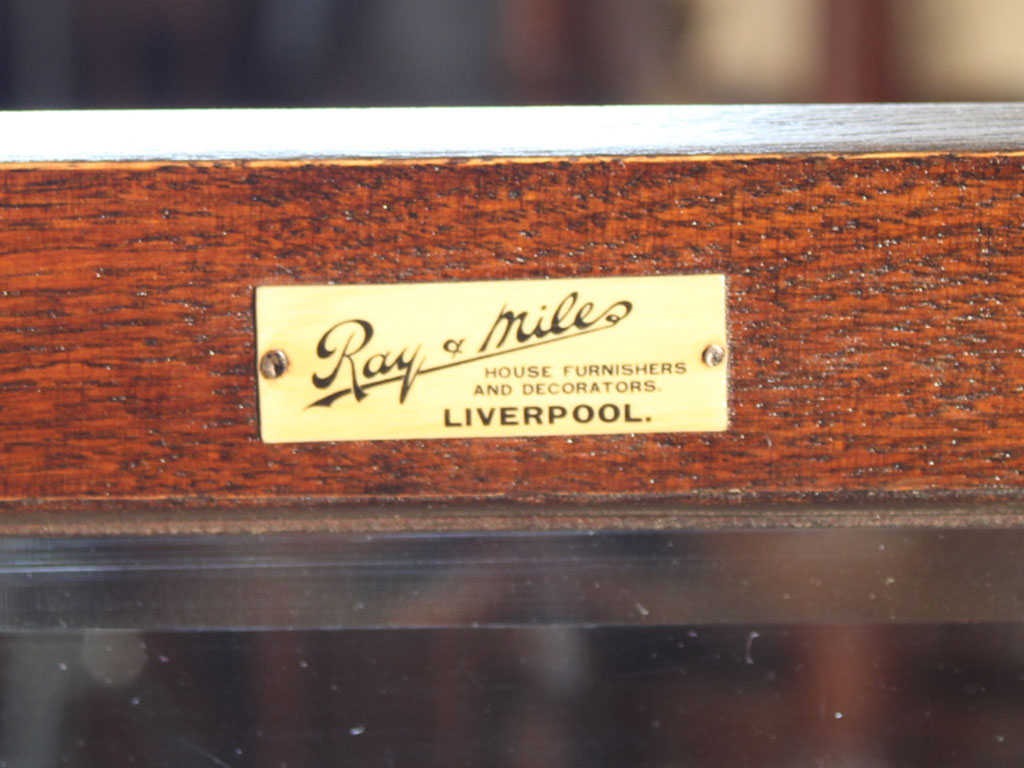 Ray & Miles
HOUSE FURNISHERS
AND DECORATORS.
LIVERPOOL.